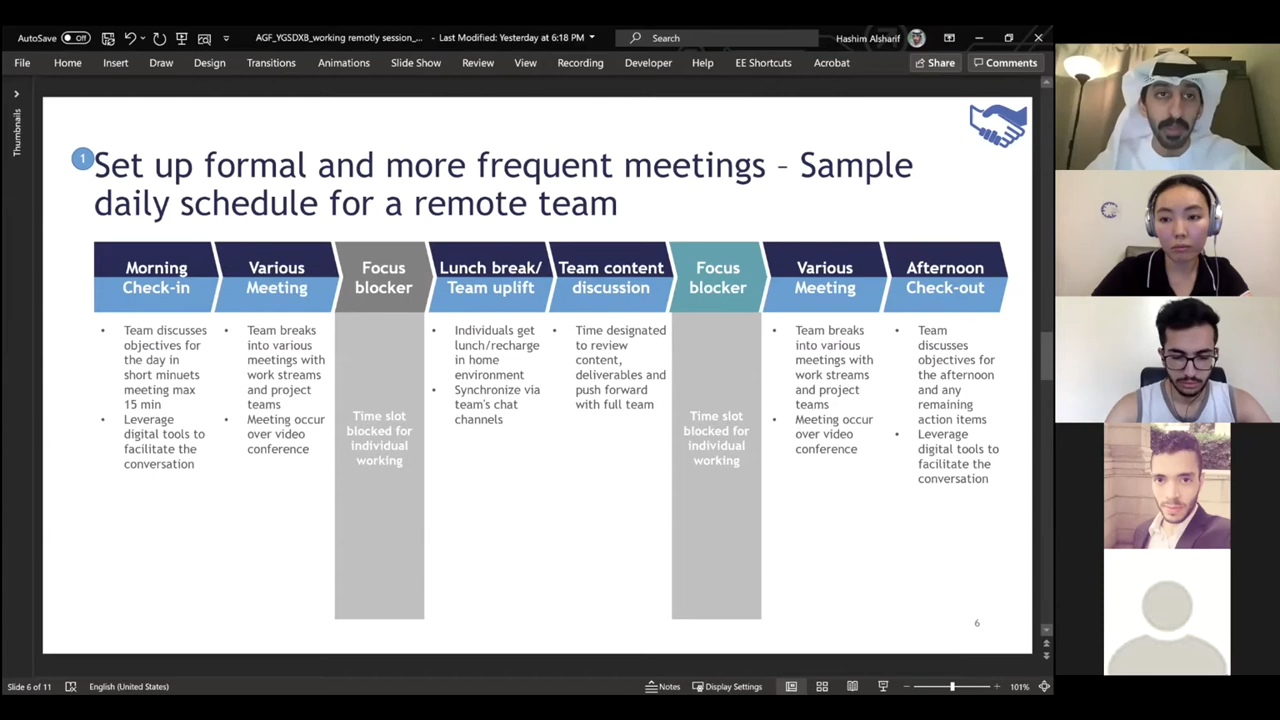 AutoSave Off AGF_YGSDXB_working remotly session_... - Last Modified: Yesterday at 6:18 PM Search Hashim Alsharif
File Home Insert Draw Design Transitions Animations Slide Show Review View Recording Developer Help EE Shortcuts Acrobat Share Comments
Thumbnails
1
Set up formal and more frequent meetings – Sample
daily schedule for a remote team
Morning
Check-in
Various
Meeting
Focus
blocker
Lunch break/
Team uplift
Team content
discussion
Focus
blocker
Various
Meeting
Afternoon
Check-out
• Team discusses
objectives for
the day in
short minuets
meeting max
15 min
• Leverage
digital tools to
facilitate the
conversation
• Team breaks
into various
meetings with
work streams
and project
teams
• Meeting occur
over video
conference
Time slot
blocked for
individual
working
• Individuals get
lunch/recharge
in home
environment
• Synchronize via
team's chat
channels
• Time designated
to review
content,
deliverables and
push forward
with full team
Time slot
blocked for
individual
working
• Team breaks
into various
meetings with
work streams
and project
teams
• Meeting occur
over video
conference
• Team
discusses
objectives for
the afternoon
and any
remaining
action items
• Leverage
digital tools to
facilitate the
conversation
6
Slide 6 of 11 English (United States) Notes Display Settings 101%